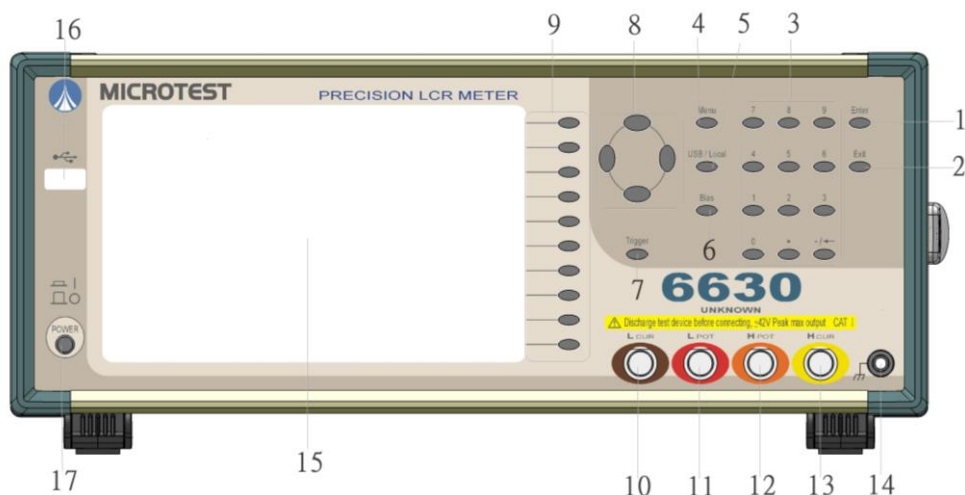 16
9
8
4
5
3
MICROTEST
PRECISION LCR METER
Menu
7
8
9
Enter
1
USB / Local
4
5
6
Exit
2
Bias
1
2
3
6
Trigger
0
•
- / ←
7
6630
UNKNOWN
Discharge test device before connecting, ±42V Peak max output CAT I
POWER
L CUR
L POT
H POT
H CUR
15
17
10
11
12
13
14